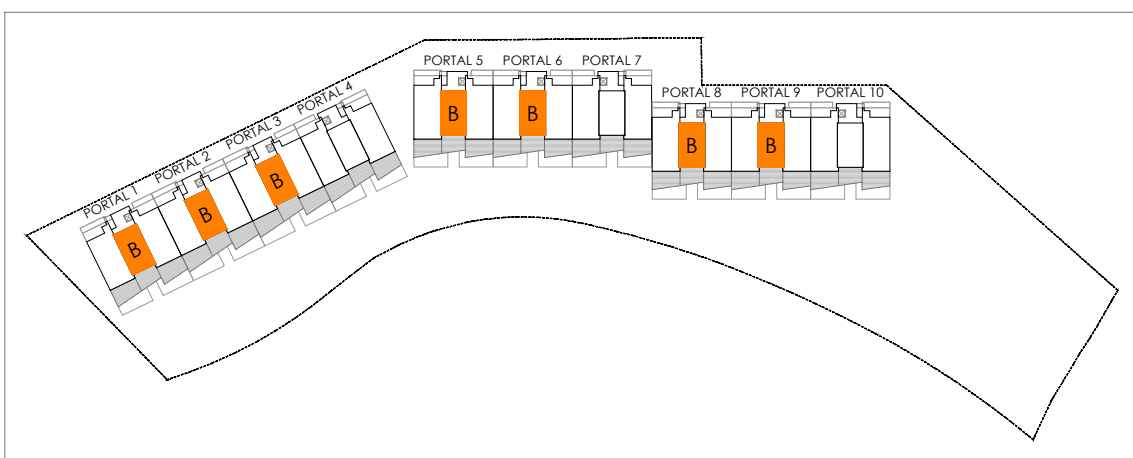 PORTAL 1
PORTAL 2
PORTAL 3
PORTAL 4
PORTAL 5
PORTAL 6
PORTAL 7
PORTAL 8
PORTAL 9
PORTAL 10
B
B
B
B
B
B
B